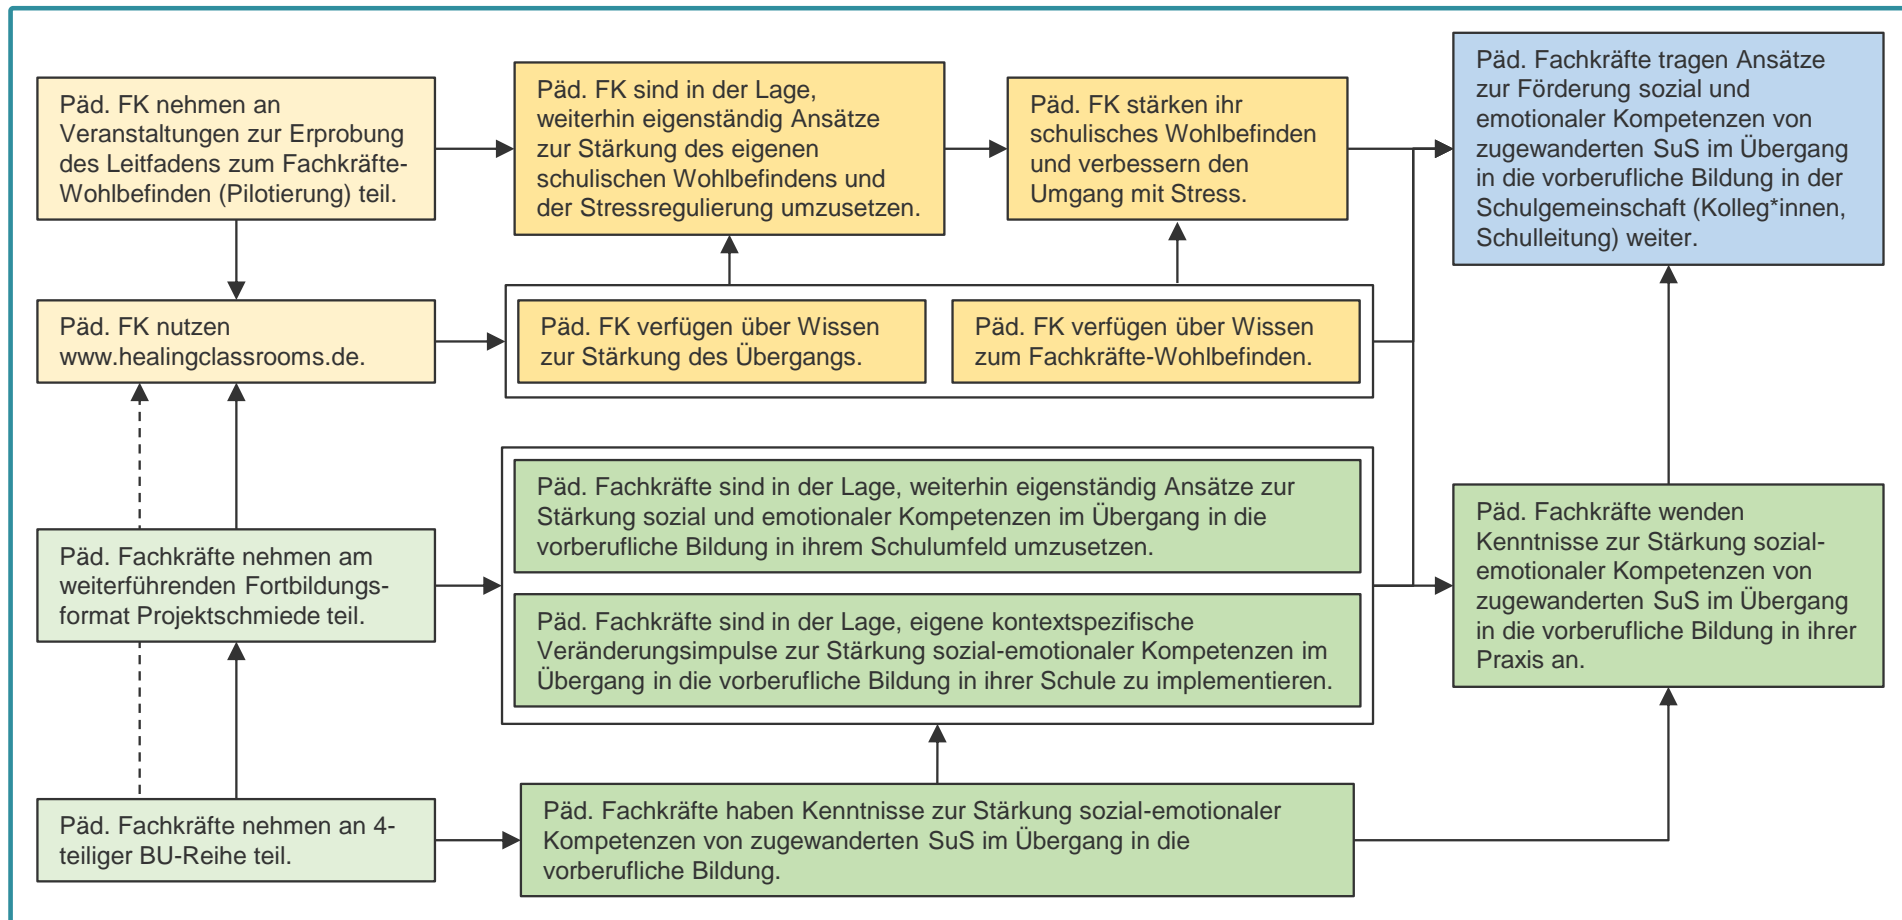 Päd. FK nehmen an
Veranstaltungen zur Erprobung
des Leitfadens zum Fachkräfte-
Wohlbefinden (Pilotierung) teil.
Päd. FK sind in der Lage,
weiterhin eigenständig Ansätze
zur Stärkung des eigenen
schulischen Wohlbefindens und
der Stressregulierung umzusetzen.
Päd. FK stärken ihr
schulisches Wohlbefinden
und verbessern den
Umgang mit Stress.
Päd. Fachkräfte tragen Ansätze
zur Förderung sozial und
emotionaler Kompetenzen von
zugewanderten SuS im Übergang
in die vorberufliche Bildung in der
Schulgemeinschaft (Kolleg*innen,
Schulleitung) weiter.
Päd. FK nutzen
www.healingclassrooms.de.
Päd. FK verfügen über Wissen
zur Stärkung des Übergangs.
Päd. FK verfügen über Wissen
zum Fachkräfte-Wohlbefinden.
Päd. Fachkräfte nehmen am
weiterführenden Fortbildungs-
format Projektschmiede teil.
Päd. Fachkräfte sind in der Lage, weiterhin eigenständig Ansätze zur
Stärkung sozial und emotionaler Kompetenzen im Übergang in die
vorberufliche Bildung in ihrem Schulumfeld umzusetzen.
Päd. Fachkräfte sind in der Lage, eigene kontextspezifische
Veränderungsimpulse zur Stärkung sozial-emotionaler Kompetenzen im
Übergang in die vorberufliche Bildung in ihrer Schule zu implementieren.
Päd. Fachkräfte wenden
Kenntnisse zur Stärkung sozial-
emotionaler Kompetenzen von
zugewanderten SuS im Übergang
in die vorberufliche Bildung in ihrer
Praxis an.
Päd. Fachkräfte nehmen an 4-
teiliger BU-Reihe teil.
Päd. Fachkräfte haben Kenntnisse zur Stärkung sozial-emotionaler
Kompetenzen von zugewanderten SuS im Übergang in die
vorberufliche Bildung.